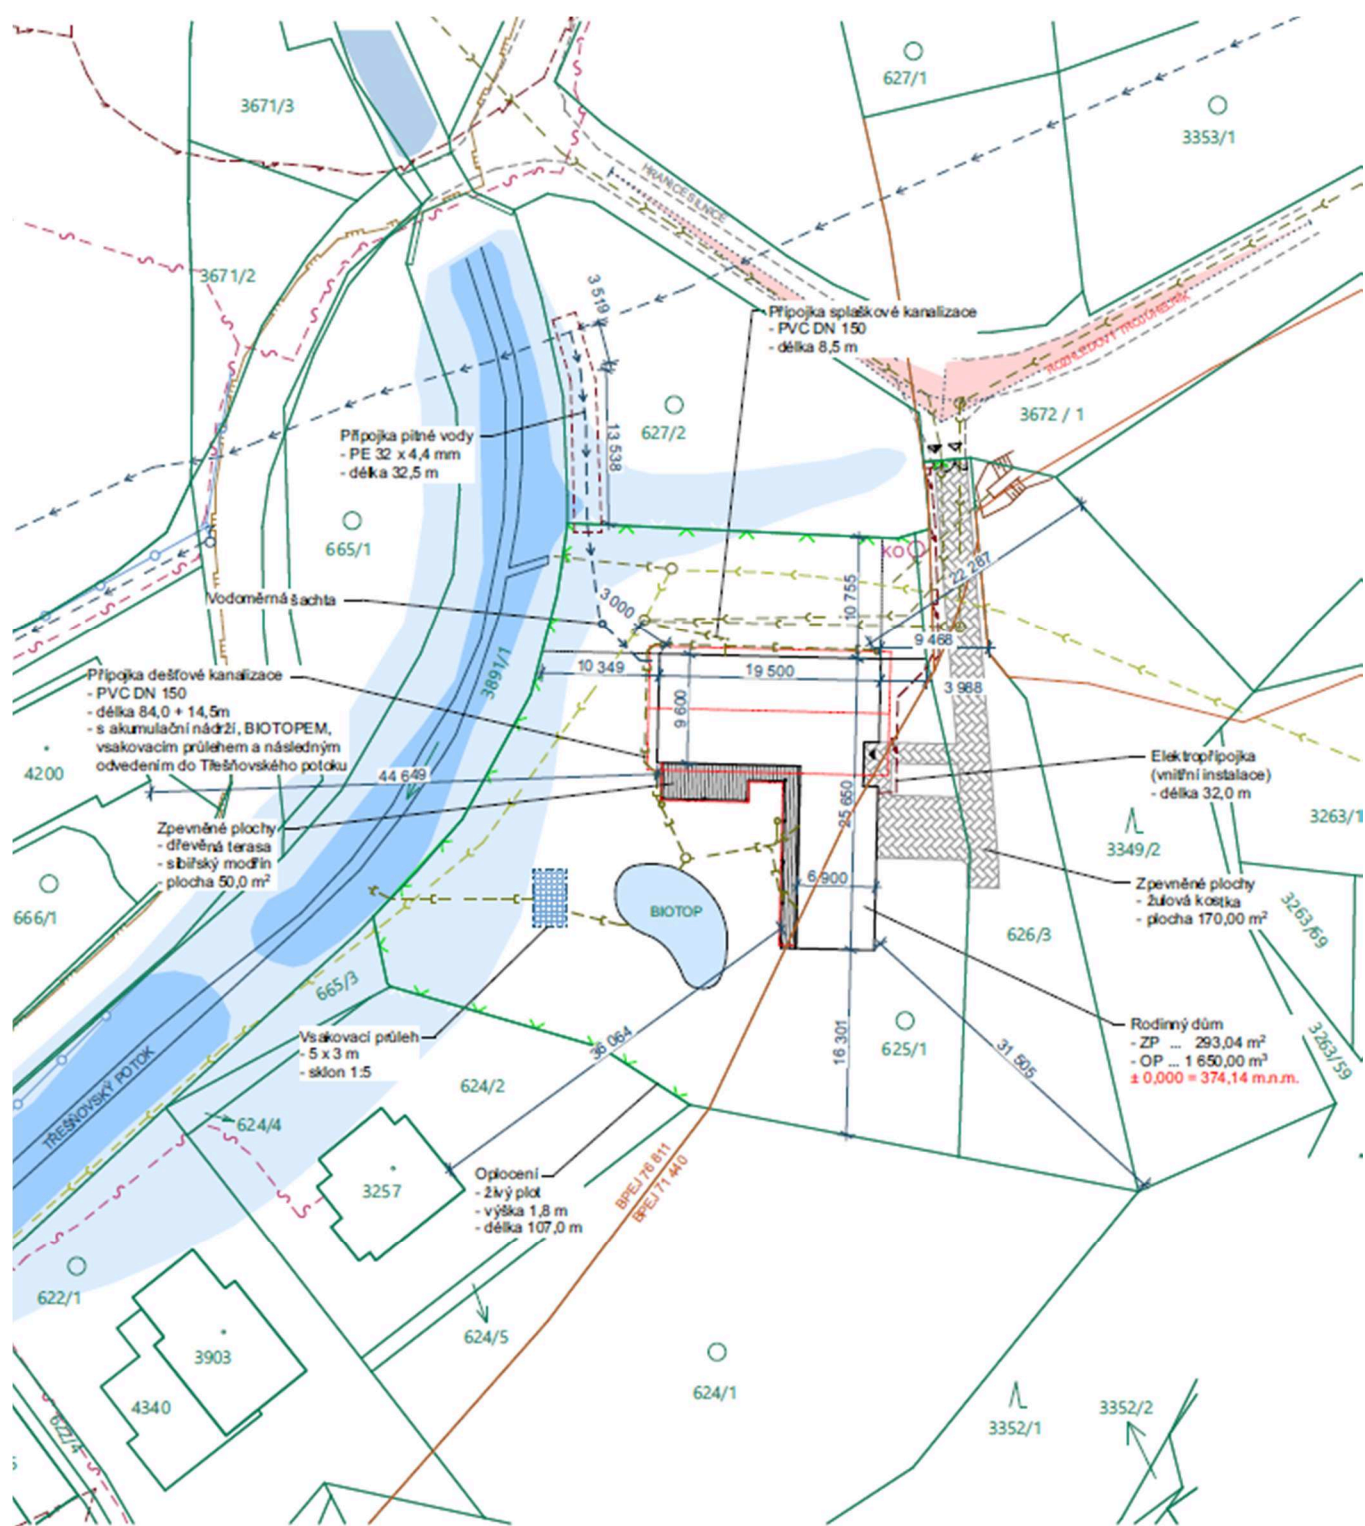 627/1
3671/3
3353/1
HRANICE SILNICE
3671/2
3 519
Přípojka splaškové kanalizace
- PVC DN 150
- délka 8,5 m
ROZHLEDOVÝ TROJÚHELNÍK
3672 / 1
627/2
Přípojka pitné vody
- PE 32 x 4,4 mm
- délka 32,5 m
13 538
665/1
KO
22 287
10 755
Vodoměrná šachta
3 000
9 468
3891/1
10 349
19 500
3 988
9 600
Přípojka dešťové kanalizace
- PVC DN 150
- délka 84,0 + 14,5m
- s akumulační nádrží, BIOTOPEM,
vsakovacím průlehem a následným
odvedením do Třešňovského potoku
4200
44 649
Elektropřípojka
(vnitřní instalace)
- délka 32,0 m
25 650
3263/1
Zpevněné plochy
- dřevěná terasa
- sibiřský modřín
- plocha 50,0 m²
3349/2
6 900
Zpevněné plochy
- žulová kostka
- plocha 170,00 m²
666/1
BIOTOP
3263/69
626/3
665/3
Vsakovací průleh
- 5 x 3 m
- sklon 1:5
36 064
16 301
625/1
31 505
Rodinný dům
- ZP ... 293,04 m²
- OP ... 1 650,00 m³
± 0,000 = 374,14 m.n.m.
3263/59
TŘEŠŇOVSKÝ POTOK
624/2
624/4
3257
Oplocení
- živý plot
- výška 1,8 m
- délka 107,0 m
BPEJ 76 811
BPEJ 71 440
622/1
624/5
3903
4340
624/1
622/4
3352/1
3352/2